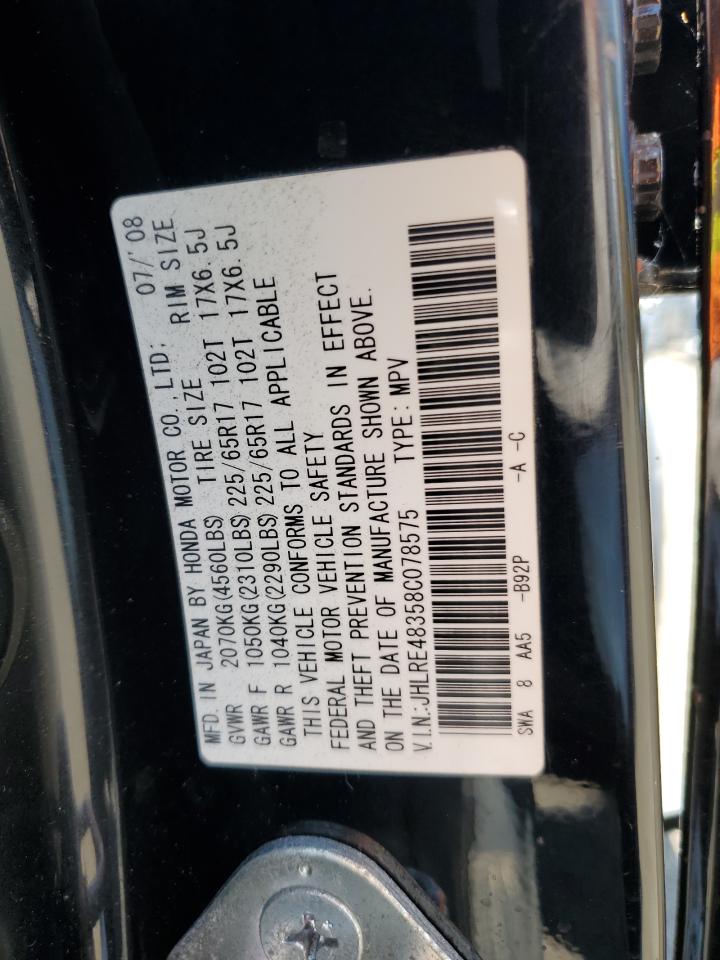 MFD. IN JAPAN BY HONDA MOTOR CO.,LTD; 07/'08
GVWR 2070KG(4560LBS) TIRE SIZE RIM SIZE
GAWR F 1050KG(2310LBS) 225/65R17 102T 17X6.5J
GAWR R 1040KG(2290LBS) 225/65R17 102T 17X6.5J
THIS VEHICLE CONFORMS TO ALL APPLICABLE
FEDERAL MOTOR VEHICLE SAFETY
AND THEFT PREVENTION STANDARDS IN EFFECT
ON THE DATE OF MANUFACTURE SHOWN ABOVE.
V.I.N.:JHLRE48358C078575 TYPE: MPV
SWA 8 AA5 -B92P -A -C